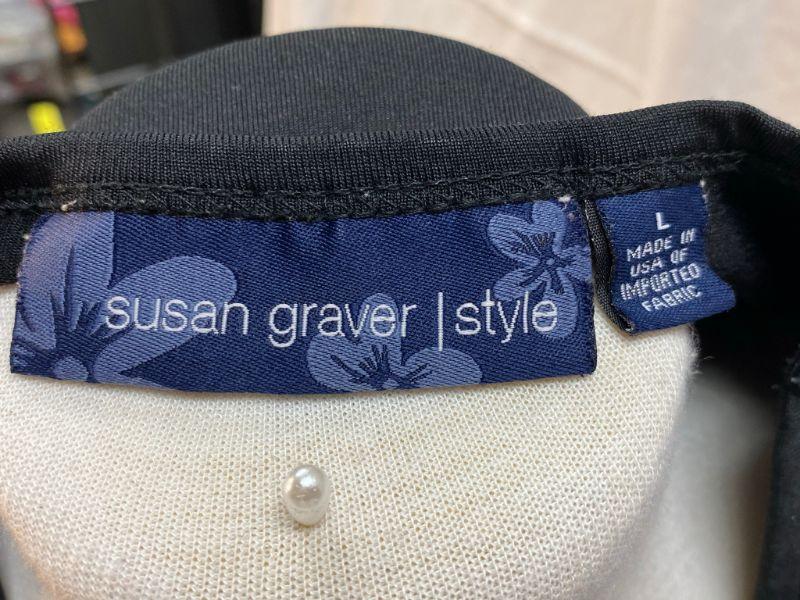 susan graver | style
L
MADE IN
USA OF
IMPORTED
FABRIC